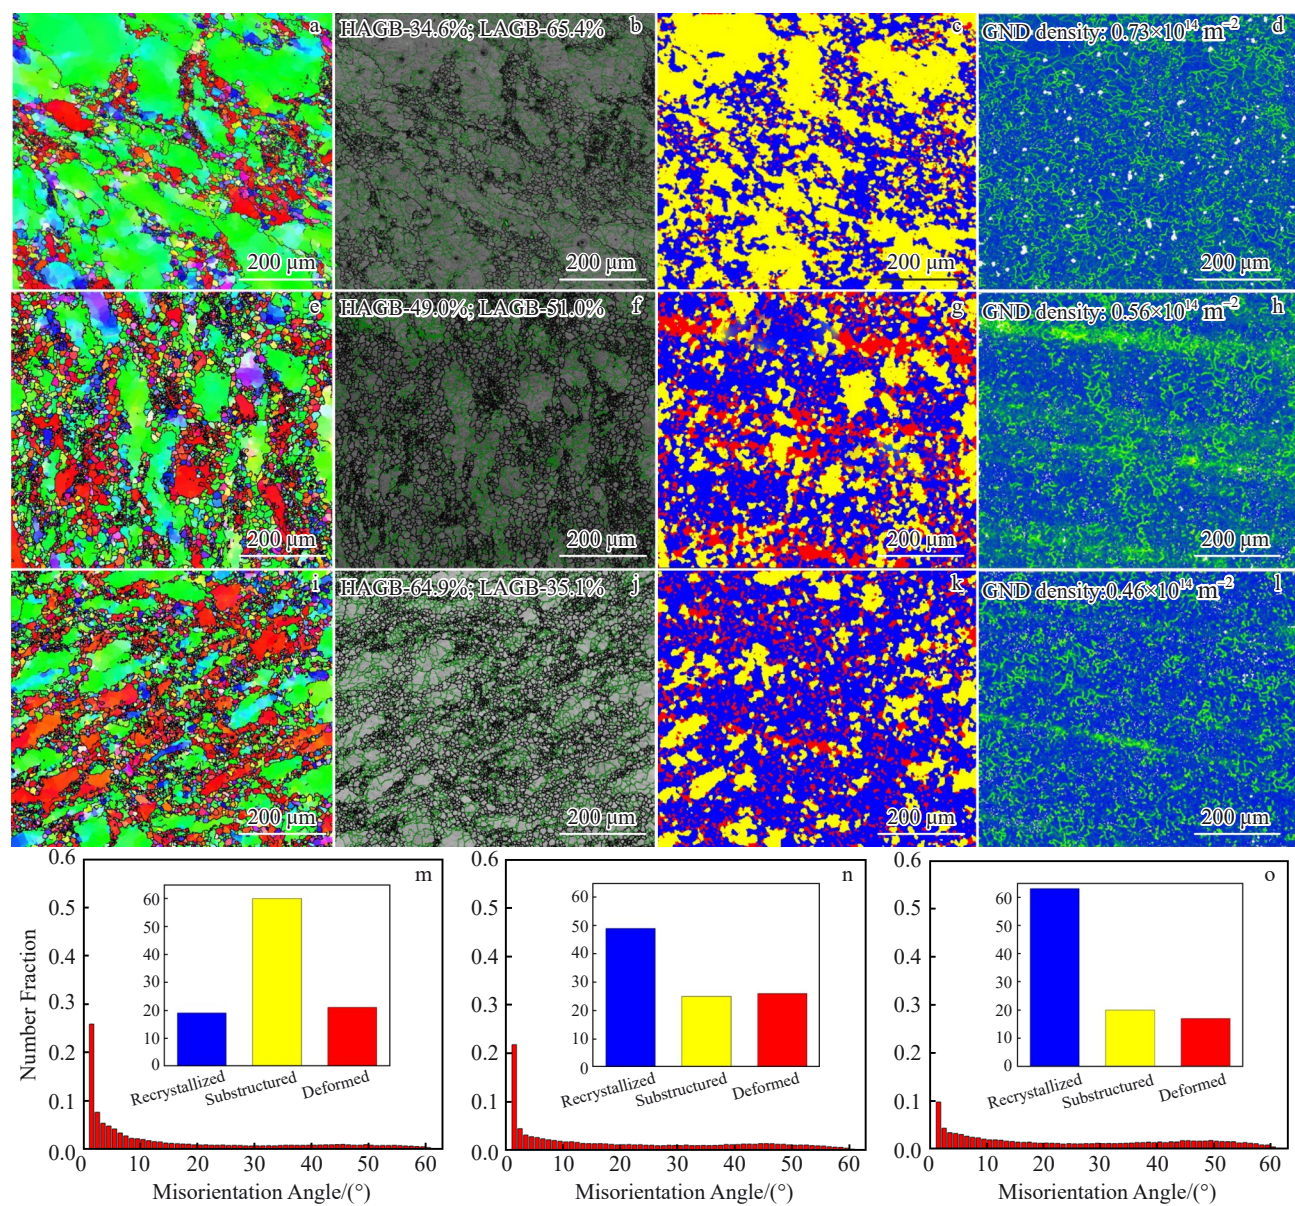 a
HAGB-34.6%; LAGB-65.4% b
c
GND density: 0.73×10¹⁴ m⁻² d
200 μm
200 μm
200 μm
200 μm
e
HAGB-49.0%; LAGB-51.0% f
g
GND density: 0.56×10¹⁴ m⁻² h
200 μm
200 μm
200 μm
200 μm
i
HAGB-64.9%; LAGB-35.1% j
k
GND density:0.46×10¹⁴ m⁻² l
200 μm
200 μm
200 μm
200 μm
m
Number Fraction
0.6
0.5
0.4
0.3
0.2
0.1
0.0
0 10 20 30 40 50 60
Misorientation Angle/(°)
60
50
40
30
20
10
0
Recrystallized Substructured Deformed
n
0.6
0.5
0.4
0.3
0.2
0.1
0.0
0 10 20 30 40 50 60
Misorientation Angle/(°)
60
50
40
30
20
10
0
Recrystallized Substructured Deformed
o
0.6
0.5
0.4
0.3
0.2
0.1
0.0
0 10 20 30 40 50 60
Misorientation Angle/(°)
60
50
40
30
20
10
0
Recrystallized Substructured Deformed